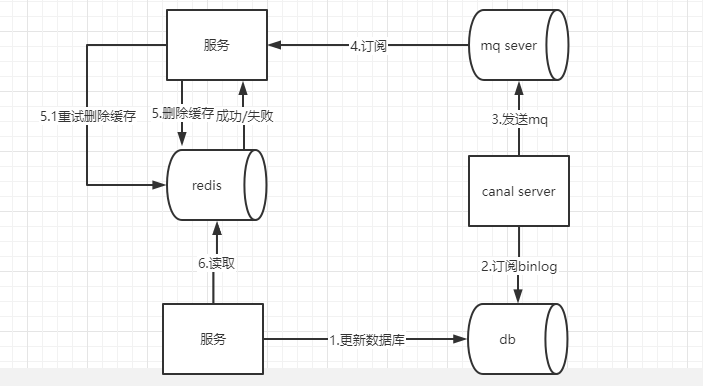 服务
4.订阅
mq sever
5.1重试删除缓存
5.删除缓存
成功/失败
3.发送mq
redis
canal server
6.读取
2.订阅binlog
服务
1.更新数据库
db